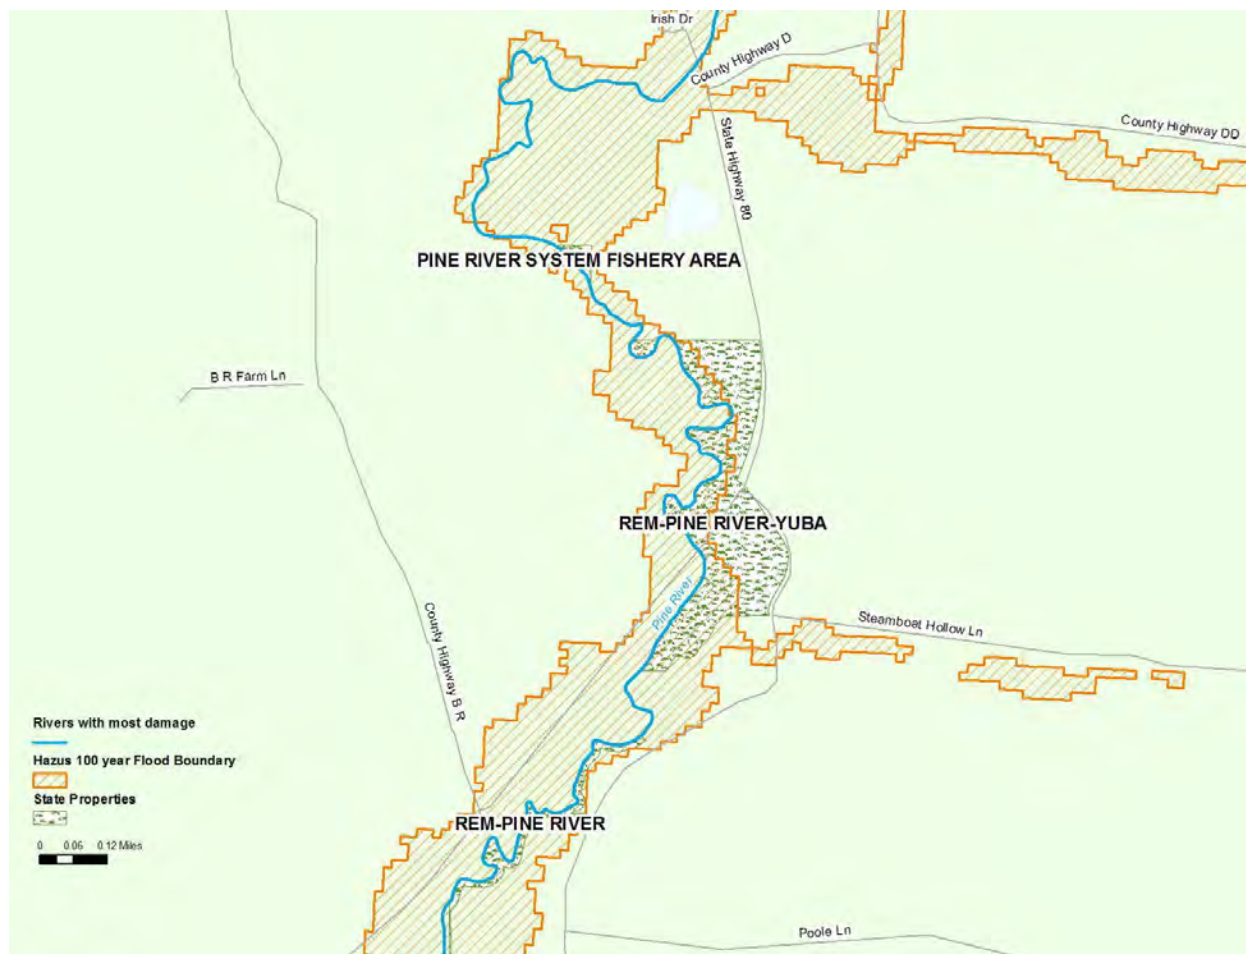 Irish Dr
County Highway D
State Highway 80
County Highway DD
PINE RIVER SYSTEM FISHERY AREA
B R Farm Ln
REM-PINE RIVER-YUBA
Pine River
Steamboat Hollow Ln
County Highway B R
Rivers with most damage
Hazus 100 year Flood Boundary
State Properties
0 0.06 0.12 Miles
REM-PINE RIVER
Poole Ln